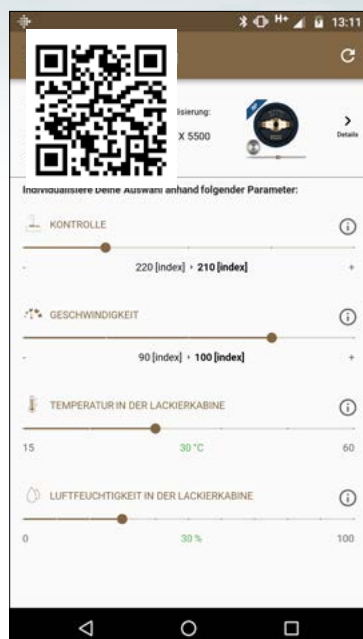 H+ 13:11
lisierung:
X 5500
Details
Individualisiere Deine Auswahl anhand folgender Parameter:
KONTROLLE
- 220 [index] › 210 [index] +
GESCHWINDIGKEIT
- 90 [index] › 100 [index] +
TEMPERATUR IN DER LACKIERKABINE
15 30 °C 60
LUFTFEUCHTIGKEIT IN DER LACKIERKABINE
0 30 % 100